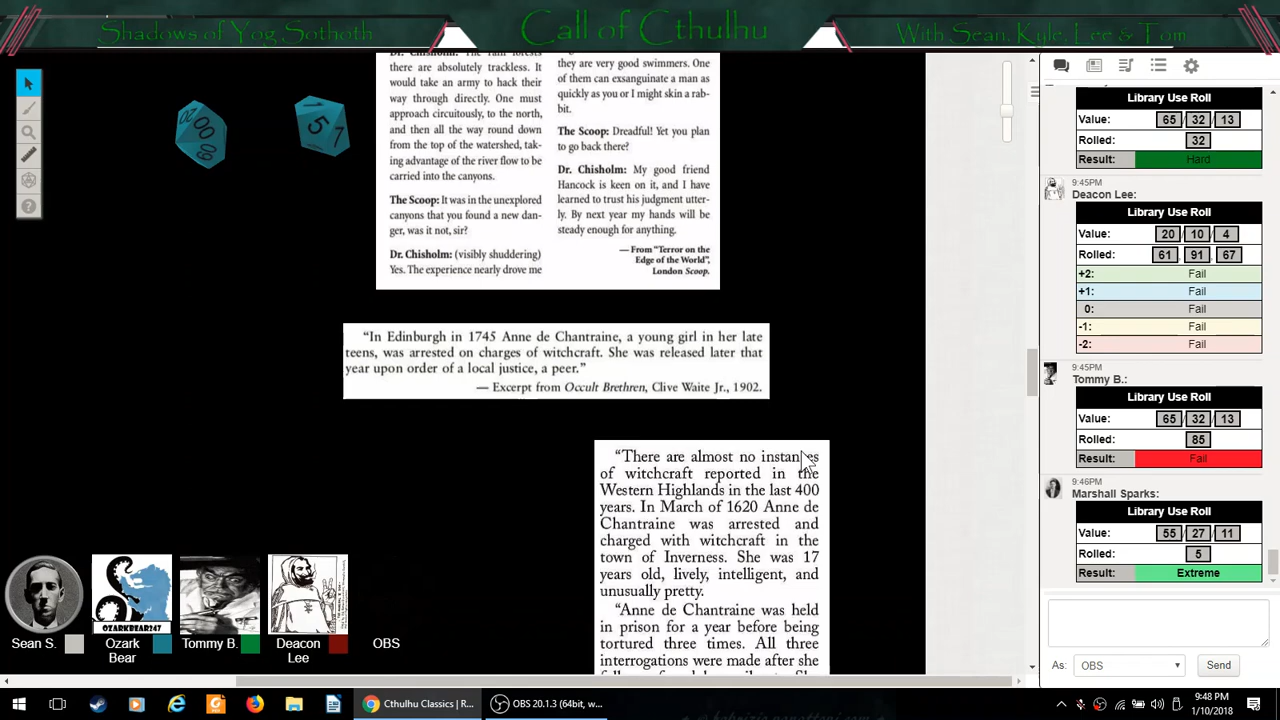 Shadows of Yog Sothoth
Call of Cthulhu
With Sean, Kyle, Lee & Tom
there are absolutely trackless. It
would take an army to hack their
way through directly. One must
approach circuitously, to the north,
and then all the way round down
from the top of the watershed, tak-
ing advantage of the river flow to be
carried into the canyons.
The Scoop: It was in the unexplored
canyons that you found a new dan-
ger, was it not, sir?
Dr. Chisholm: (visibly shuddering)
Yes. The experience nearly drove me
they are very good swimmers. One
of them can exsanguinate a man as
quickly as you or I might skin a rab-
bit.
The Scoop: Dreadful! Yet you plan
to go back there?
Dr. Chisholm: My good friend
Hancock is keen on it, and I have
learned to trust his judgment utter-
ly. By next year my hands will be
steady enough for anything.
— From “Terror on the
Edge of the World”,
London Scoop.
“In Edinburgh in 1745 Anne de Chantraine, a young girl in her late
teens, was arrested on charges of witchcraft. She was released later that
year upon order of a local justice, a peer.”
— Excerpt from Occult Brethren, Clive Waite Jr., 1902.
“There are almost no instances
of witchcraft reported in the
Western Highlands in the last 400
years. In March of 1620 Anne de
Chantraine was arrested and
charged with witchcraft in the
town of Inverness. She was 17
years old, lively, intelligent, and
unusually pretty.
“Anne de Chantraine was held
in prison for a year before being
tortured three times. All three
interrogations were made after she
00
5
7
Sean S.
OZARKBEAR247
Ozark
Bear
Tommy B.
Deacon
Lee
OBS
Library Use Roll
Value: 65 32 13
Rolled: 32
Result: Hard
9:45PM
Deacon Lee:
Library Use Roll
Value: 20 10 4
Rolled: 61 91 67
+2: Fail
+1: Fail
0: Fail
-1: Fail
-2: Fail
9:45PM
Tommy B.:
Library Use Roll
Value: 65 32 13
Rolled: 85
Result: Fail
9:46PM
Marshall Sparks:
Library Use Roll
Value: 55 27 11
Rolled: 5
Result: Extreme
As: OBS Send
Cthulhu Classics | R...
OBS 20.1.3 (64bit, w...
9:48 PM
1/10/2018